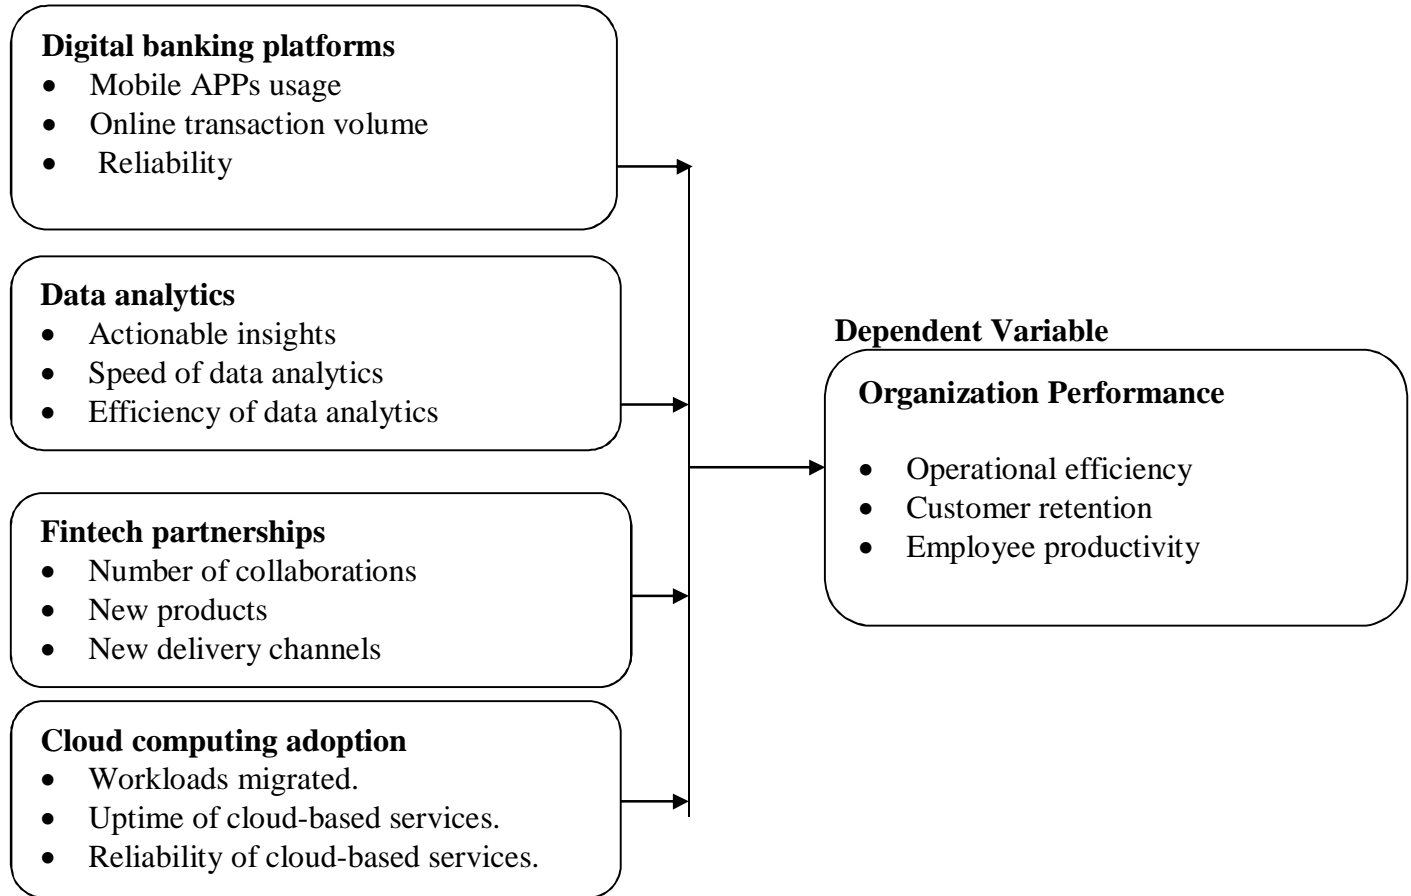 Digital banking platforms
• Mobile APPs usage
• Online transaction volume
• Reliability
Data analytics
• Actionable insights
• Speed of data analytics
• Efficiency of data analytics
Fintech partnerships
• Number of collaborations
• New products
• New delivery channels
Cloud computing adoption
• Workloads migrated.
• Uptime of cloud-based services.
• Reliability of cloud-based services.
Dependent Variable
Organization Performance
• Operational efficiency
• Customer retention
• Employee productivity